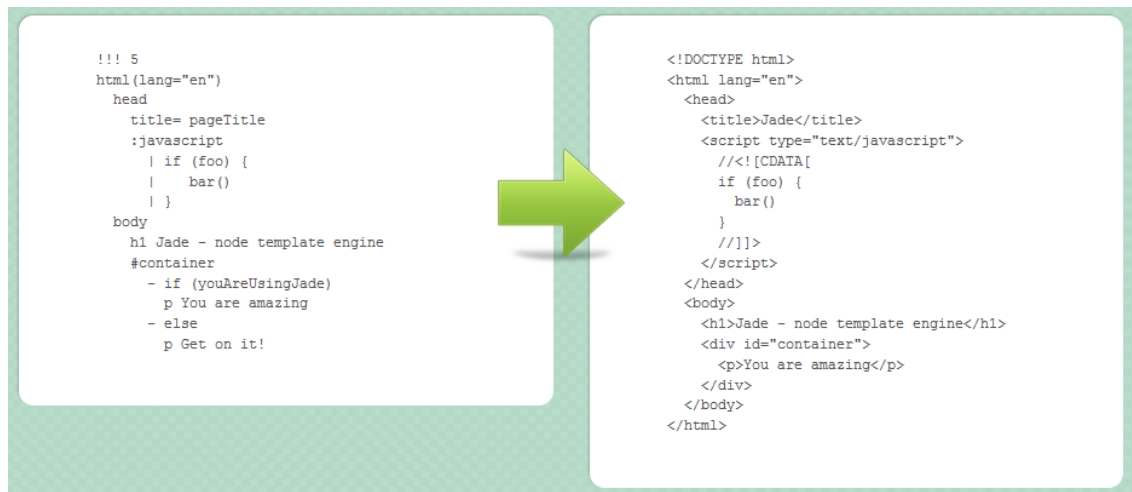 !!! 5
html(lang="en")
  head
    title= pageTitle
    :javascript
      | if (foo) {
      |    bar()
      | }
  body
    h1 Jade - node template engine
    #container
      - if (youAreUsingJade)
        p You are amazing
      - else
        p Get on it!
<!DOCTYPE html>
<html lang="en">
  <head>
    <title>Jade</title>
    <script type="text/javascript">
      //<![CDATA[
      if (foo) {
        bar()
      }
      //]]>
    </script>
  </head>
  <body>
    <h1>Jade - node template engine</h1>
    <div id="container">
      <p>You are amazing</p>
    </div>
  </body>
</html>